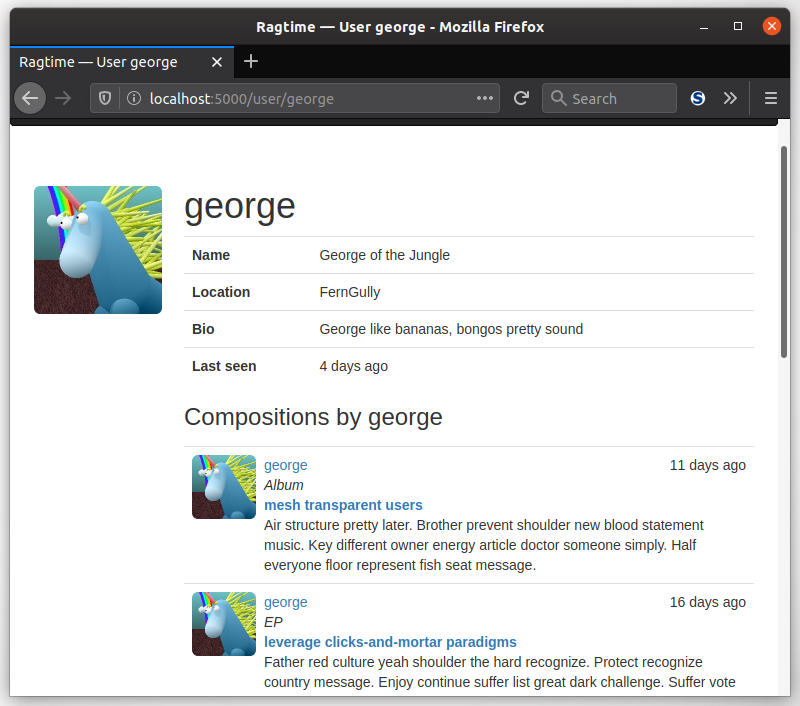 Ragtime — User george - Mozilla Firefox
Ragtime — User george
localhost:5000/user/george
Search
george
Name George of the Jungle
Location FernGully
Bio George like bananas, bongos pretty sound
Last seen 4 days ago
Compositions by george
george 11 days ago
Album
mesh transparent users
Air structure pretty later. Brother prevent shoulder new blood statement
music. Key different owner energy article doctor someone simply. Half
everyone floor represent fish seat message.
george 16 days ago
EP
leverage clicks-and-mortar paradigms
Father red culture yeah shoulder the hard recognize. Protect recognize
country message. Enjoy continue suffer list great dark challenge. Suffer vote